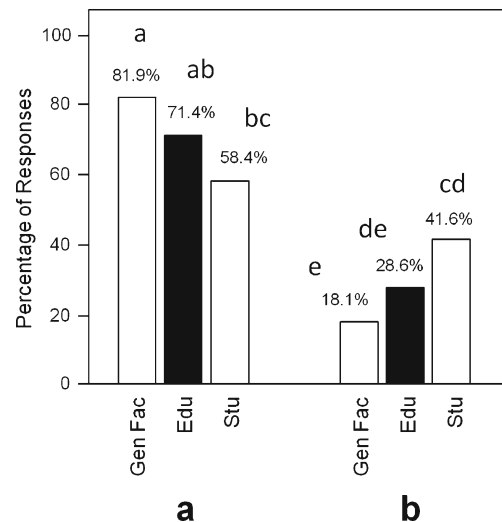 Percentage of Responses
100
80
60
40
20
0
a
81.9%
ab
71.4%
bc
58.4%
e
18.1%
de
28.6%
cd
41.6%
Gen Fac
Edu
Stu
Gen Fac
Edu
Stu
a
b